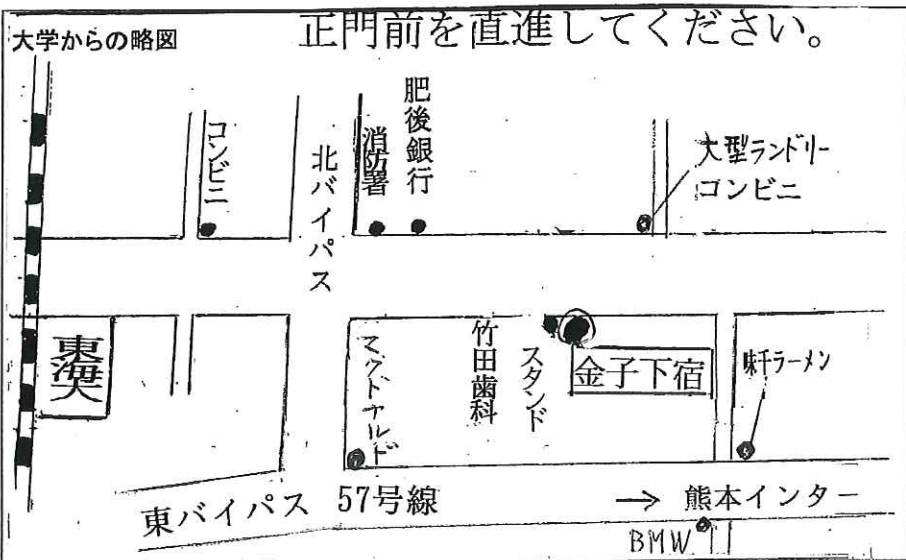 大学からの略図
正門前を直進してください。
コンビニ
北バイパス
消防署
肥後銀行
大型ランドリー
コンビニ
東海大
マクドナルド
竹田歯科
スタンド
金子下宿
味千ラーメン
東バイパス 57号線
→ 熊本インター
BMW